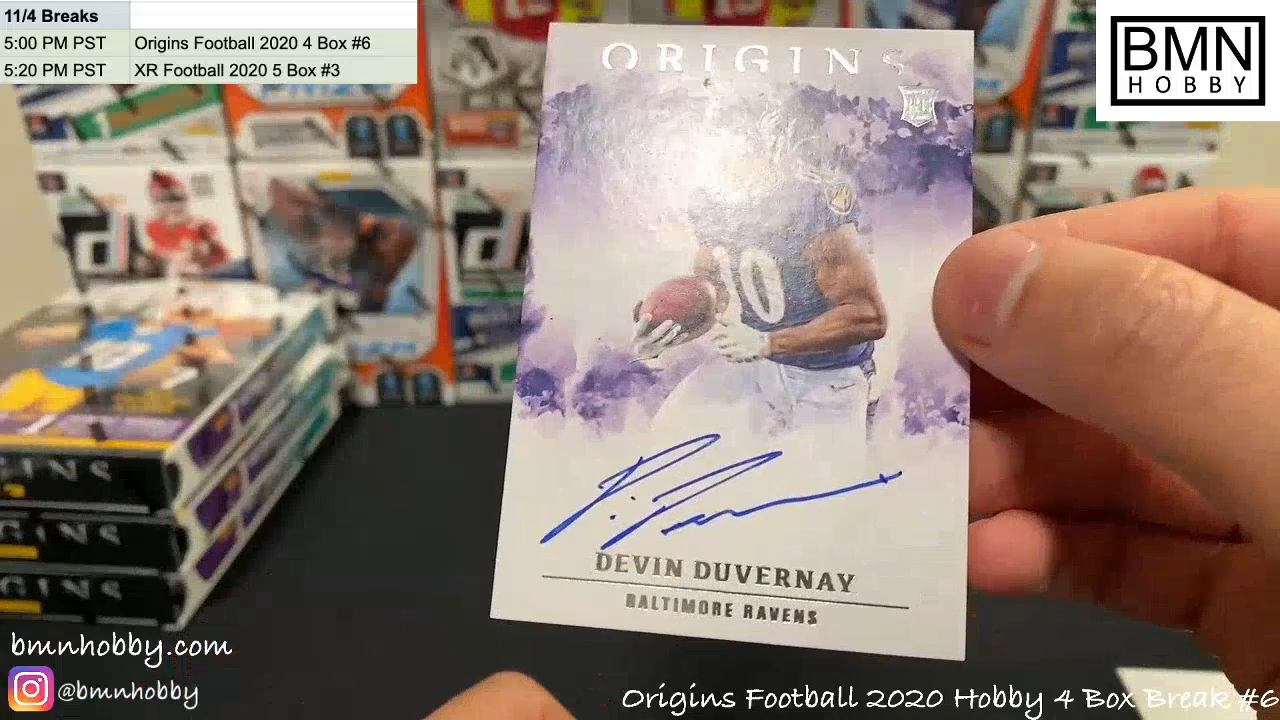 11/4 Breaks
5:00 PM PST Origins Football 2020 4 Box #6
5:20 PM PST XR Football 2020 5 Box #3
BMN
HOBBY
ORIGINS
10
D. Du
DEVIN DUVERNAY
BALTIMORE RAVENS
bmnhobby.com
@bmnhobby
Origins Football 2020 Hobby 4 Box Break #6